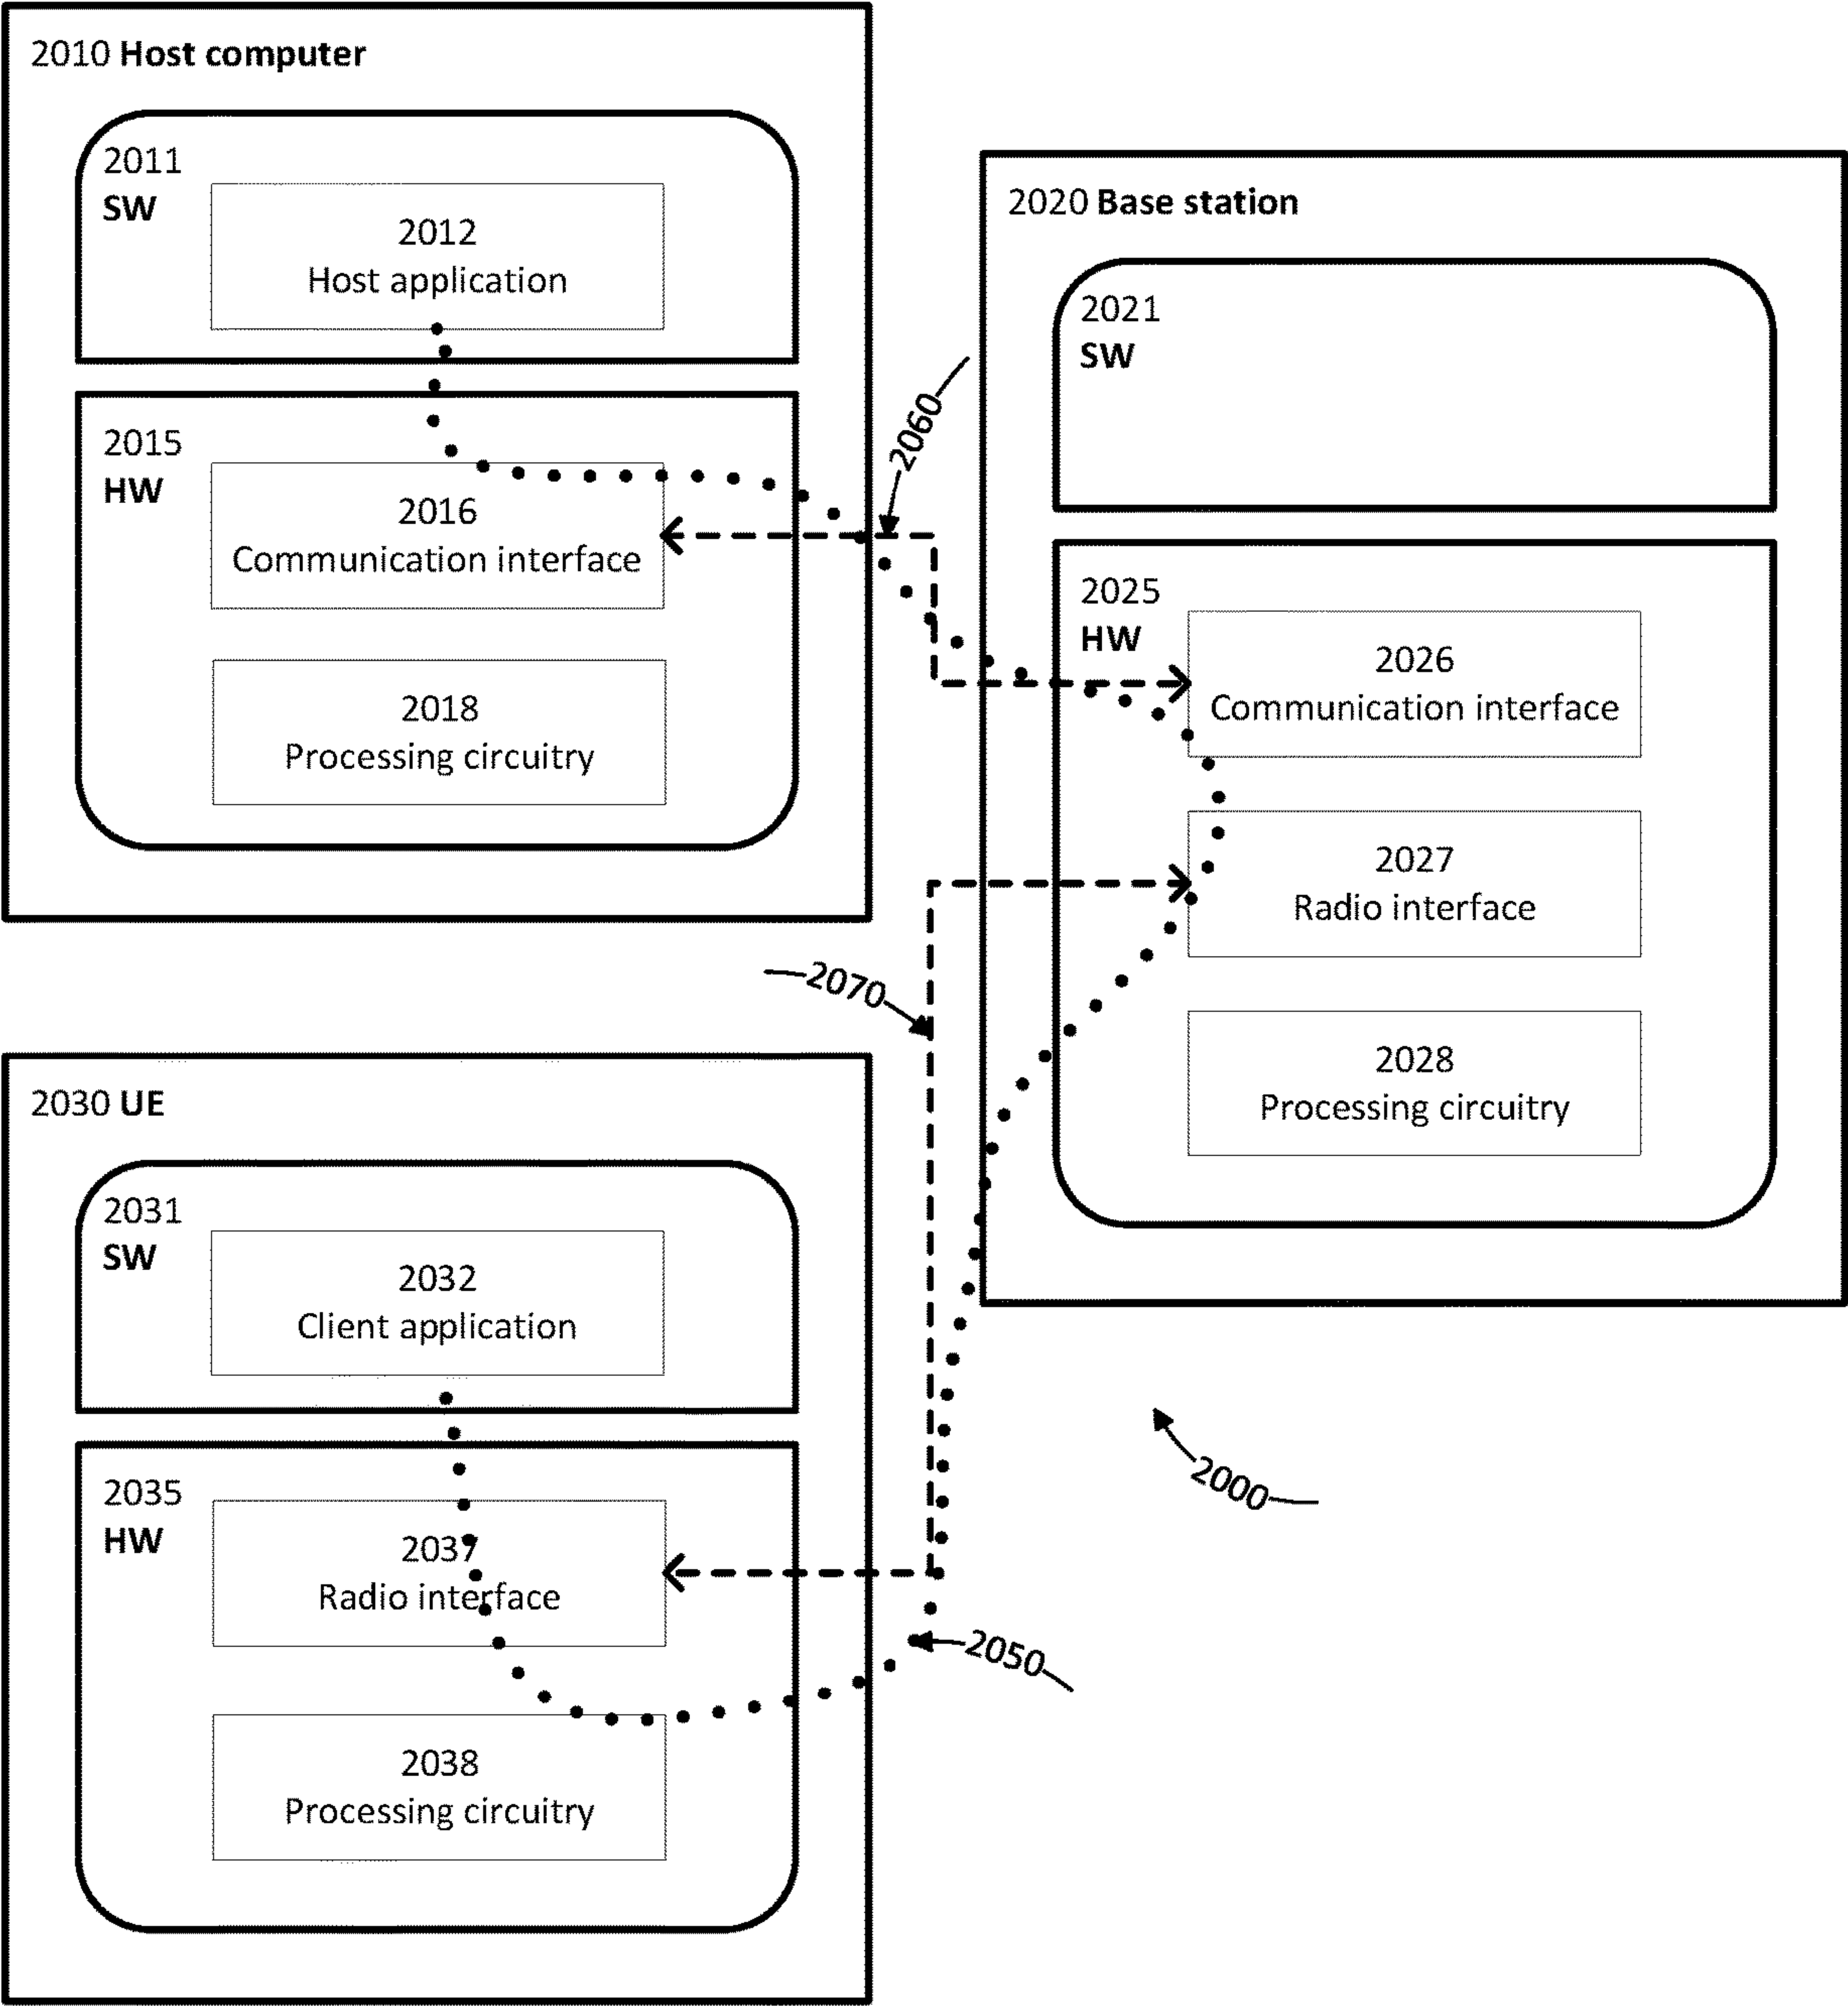 2010 Host computer
2011
SW
2012
Host application
2015
HW
2016
Communication interface
2018
Processing circuitry
2060
2020 Base station
2021
SW
2025
HW
2026
Communication interface
2027
Radio interface
2028
Processing circuitry
2070
2030 UE
2031
SW
2032
Client application
2035
HW
2037
Radio interface
2038
Processing circuitry
2000
2050